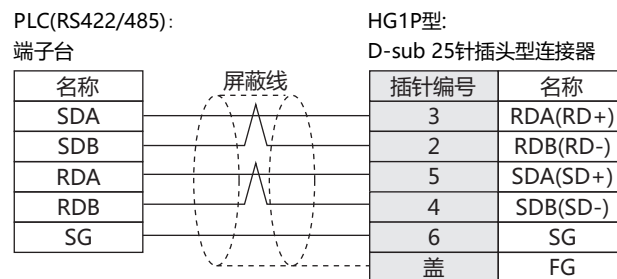 PLC(RS422/485): HG1P型:
端子台 D-sub 25针插头型连接器
名称 屏蔽线 插针编号 名称
SDA 3 RDA(RD+)
SDB 2 RDB(RD-)
RDA 5 SDA(SD+)
RDB 4 SDB(SD-)
SG 6 SG
盖 FG